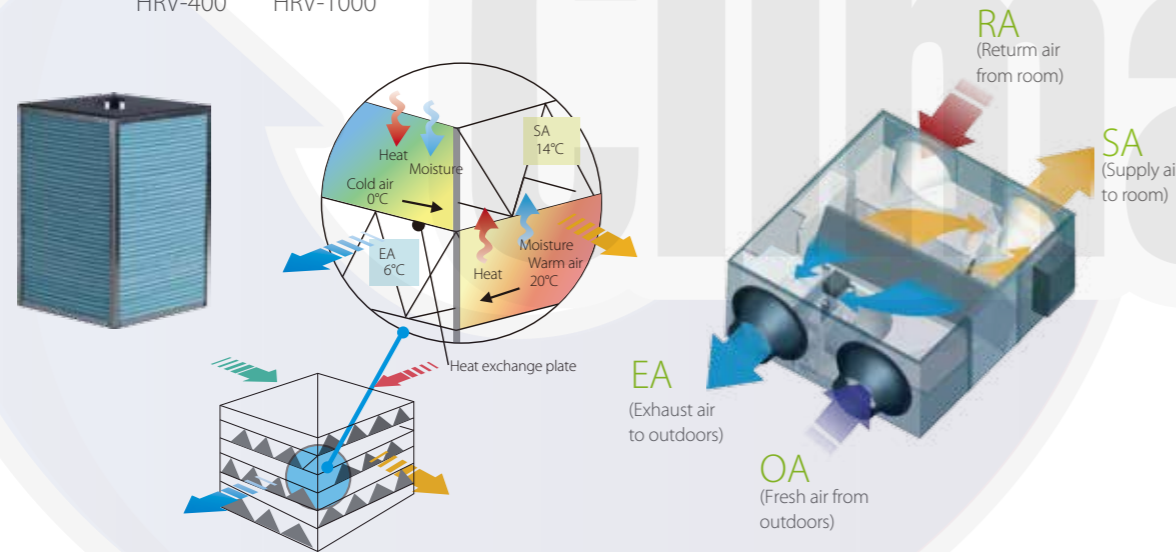 HRV-400 HRV-1000
RA
(Returm air
from room)
SA
14°C
Heat
Moisture
Cold air
0°C
SA
(Supply ai
to room)
EA
6°C
Moisture
Warm air
20°C
Heat
Heat exchange plate
EA
(Exhaust air
to outdoors)
OA
(Fresh air from
outdoors)